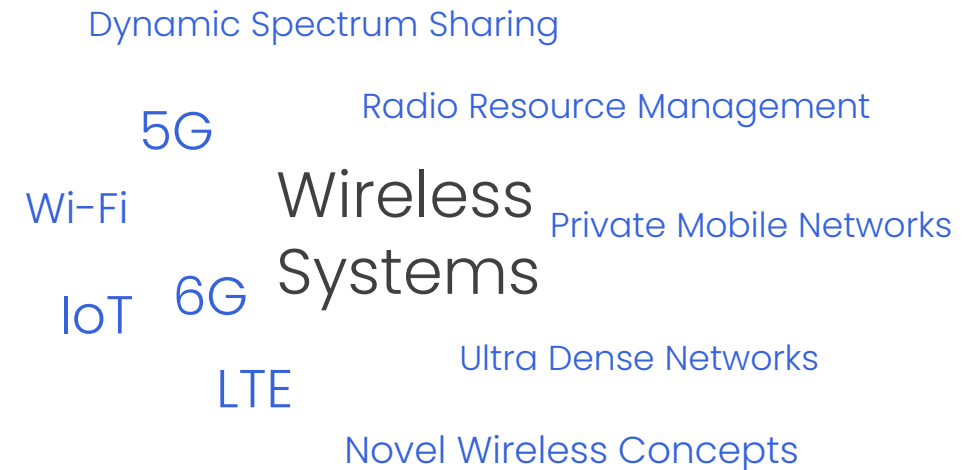 Dynamic Spectrum Sharing
Radio Resource Management
5G
Wireless
Systems
Wi-Fi
Private Mobile Networks
6G
IoT
Ultra Dense Networks
LTE
Novel Wireless Concepts